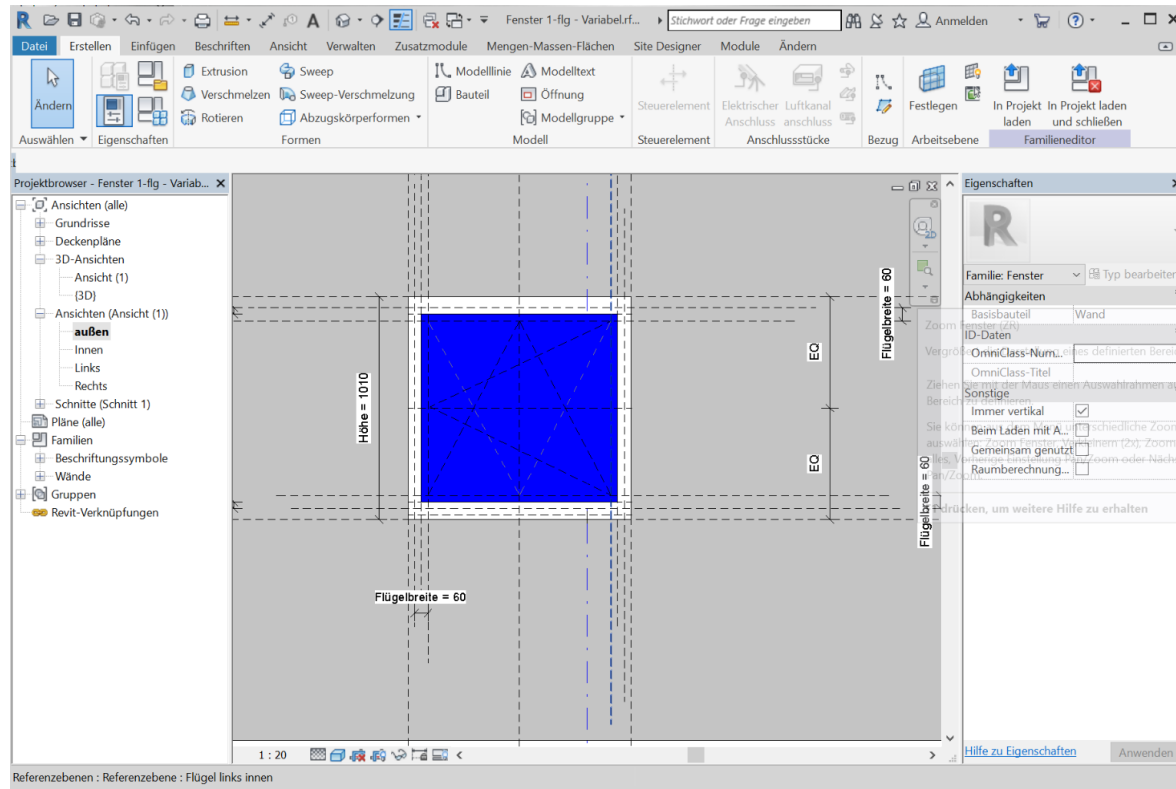 Fenster 1-flg - Variabel.rf...
Stichwort oder Frage eingeben
Anmelden
Datei Erstellen Einfügen Beschriften Ansicht Verwalten Zusatzmodule Mengen-Massen-Flächen Site Designer Module Ändern
Ändern
Extrusion
Verschmelzen
Rotieren
Sweep
Sweep-Verschmelzung
Abzugskörperformen
Modelllinie
Modelltext
Bauteil
Öffnung
Modellgruppe
Steuerelement
Elektrischer Anschluss
Luftkanal anschluss
Festlegen
In Projekt laden
In Projekt laden und schließen
Auswählen Eigenschaften Formen Modell Steuerelement Anschlussstücke Bezug Arbeitsebene Familieneditor
Projektbrowser - Fenster 1-flg - Variab...
Ansichten (alle)
Grundrisse
Deckenpläne
3D-Ansichten
Ansicht (1)
{3D}
Ansichten (Ansicht (1))
außen
Innen
Links
Rechts
Schnitte (Schnitt 1)
Pläne (alle)
Familien
Beschriftungssymbole
Wände
Gruppen
Revit-Verknüpfungen
Höhe = 1010
EQ
EQ
Flügelbreite = 60
Flügelbreite = 60
Flügelbreite = 60
2D
1 : 20
Eigenschaften
R
Familie: Fenster
Typ bearbeiten
Abhängigkeiten
Basisbauteil Wand
ID-Daten
OmniClass-Num...
OmniClass-Titel
Sonstige
Immer vertikal
Beim Laden mit A...
Gemeinsam genutzt
Raumberechnung...
Zoom Fenster (ZR)
Hilfe zu Eigenschaften
Anwenden
Referenzebenen : Referenzebene : Flügel links innen